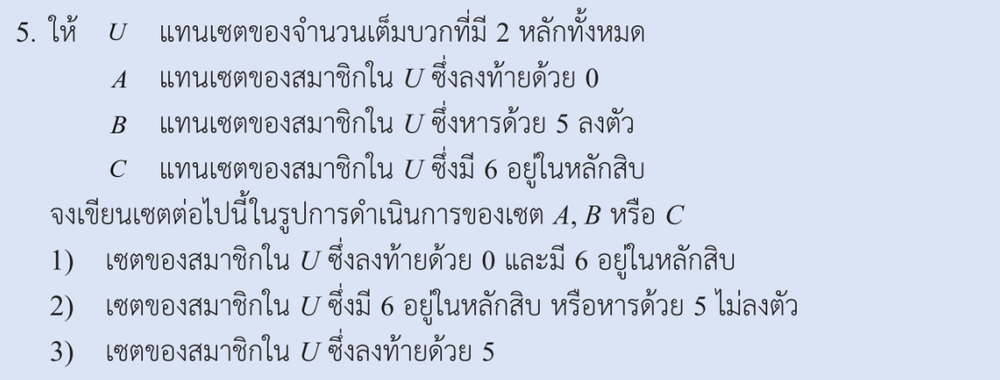 5. ให้ U แทนเซตของจำนวนเต็มบวกที่มี 2 หลักทั้งหมด
A แทนเซตของสมาชิกใน U ซึ่งลงท้ายด้วย 0
B แทนเซตของสมาชิกใน U ซึ่งหารด้วย 5 ลงตัว
C แทนเซตของสมาชิกใน U ซึ่งมี 6 อยู่ในหลักสิบ
จงเขียนเซตต่อไปนี้ในรูปการดำเนินการของเซต A, B หรือ C
1) เซตของสมาชิกใน U ซึ่งลงท้ายด้วย 0 และมี 6 อยู่ในหลักสิบ
2) เซตของสมาชิกใน U ซึ่งมี 6 อยู่ในหลักสิบ หรือหารด้วย 5 ไม่ลงตัว
3) เซตของสมาชิกใน U ซึ่งลงท้ายด้วย 5